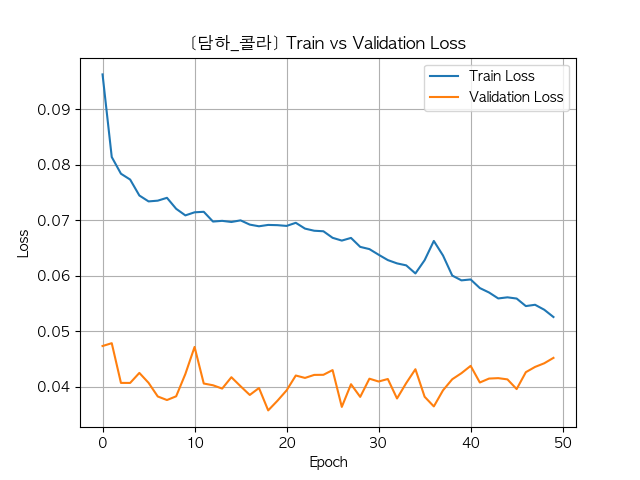 [담하_콜라] Train vs Validation Loss
Train Loss
Validation Loss
Loss
0.09
0.08
0.07
0.06
0.05
0.04
0 10 20 30 40 50
Epoch